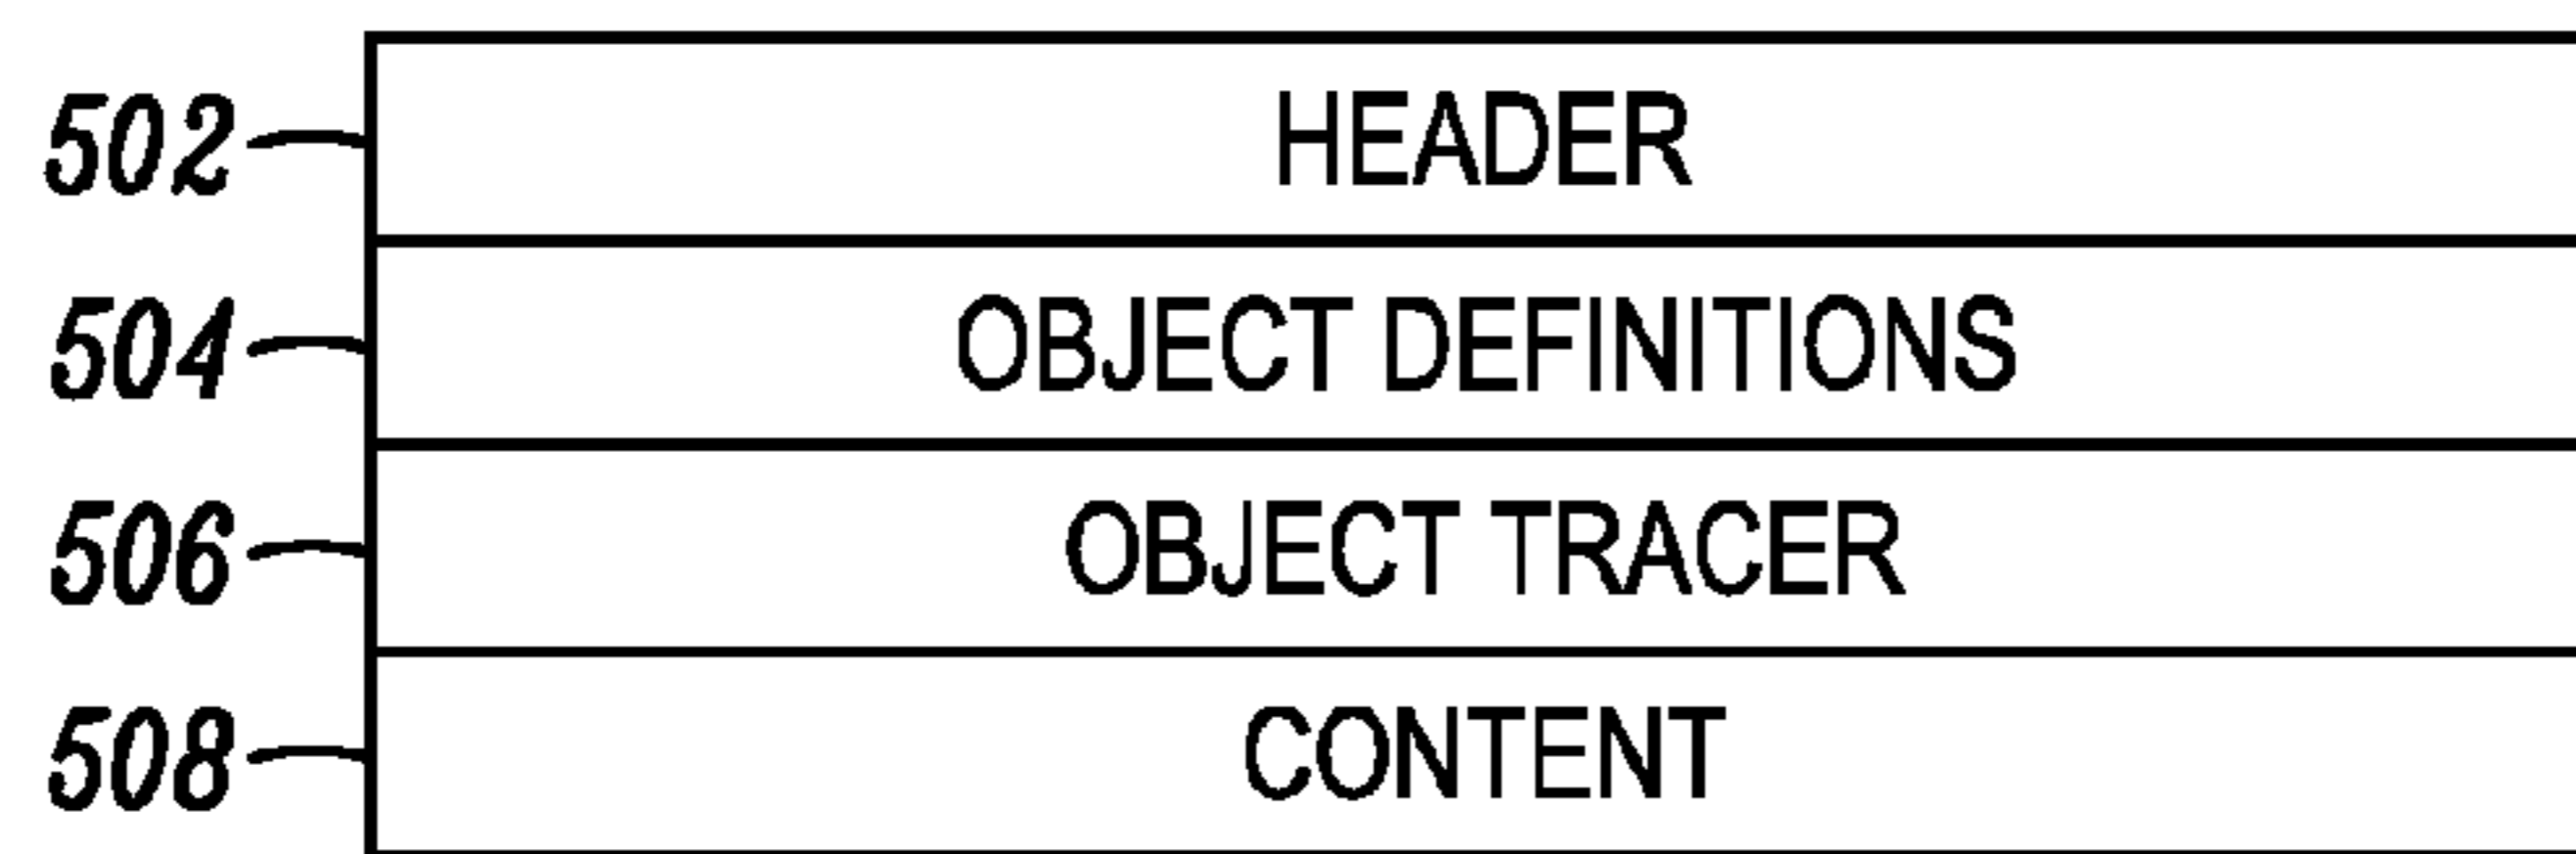 502 HEADER
504 OBJECT DEFINITIONS
506 OBJECT TRACER
508 CONTENT